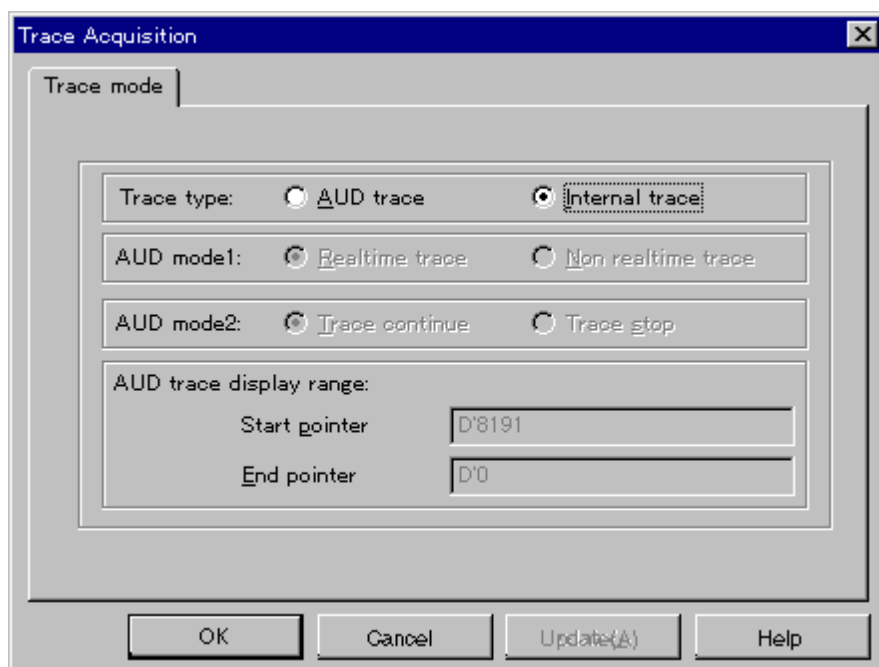 Trace Acquisition
Trace mode
Trace type: AUD trace Internal trace
AUD mode1: Realtime trace Non realtime trace
AUD mode2: Trace continue Trace stop
AUD trace display range:
Start pointer D'8191
End pointer D'0
OK Cancel Update(A) Help